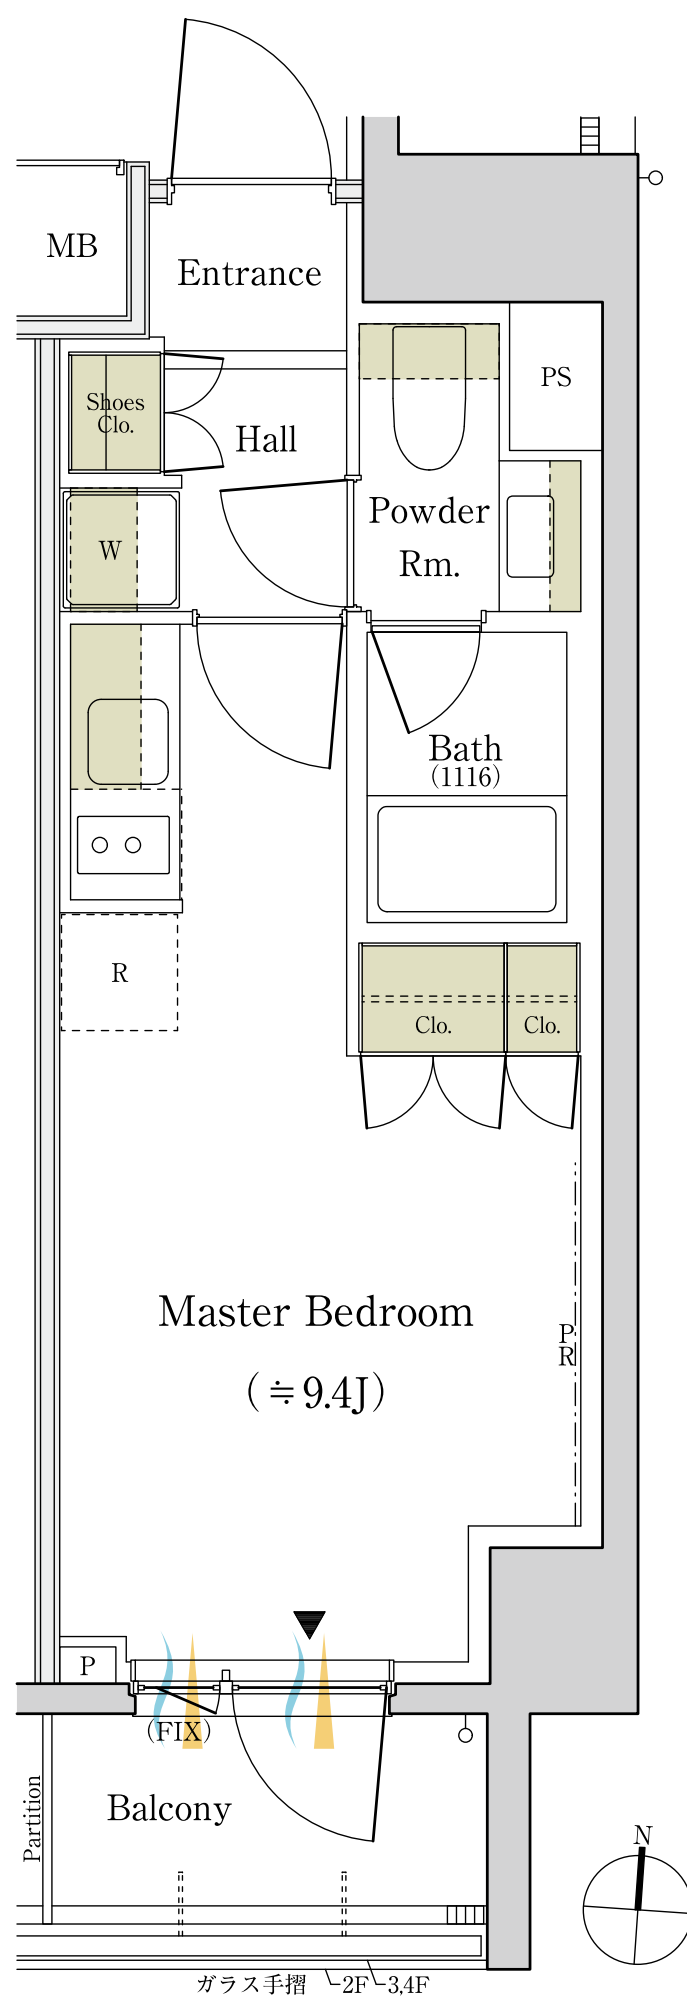 MB
Entrance
PS
Shoes
Clo.
Hall
Powder
Rm.
W
Bath
(1116)
R
Clo.
Clo.
Master Bedroom
(≒9.4J)
P
R
P
(FIX)
Partition
Balcony
N
ガラス手摺
2F
3,4F